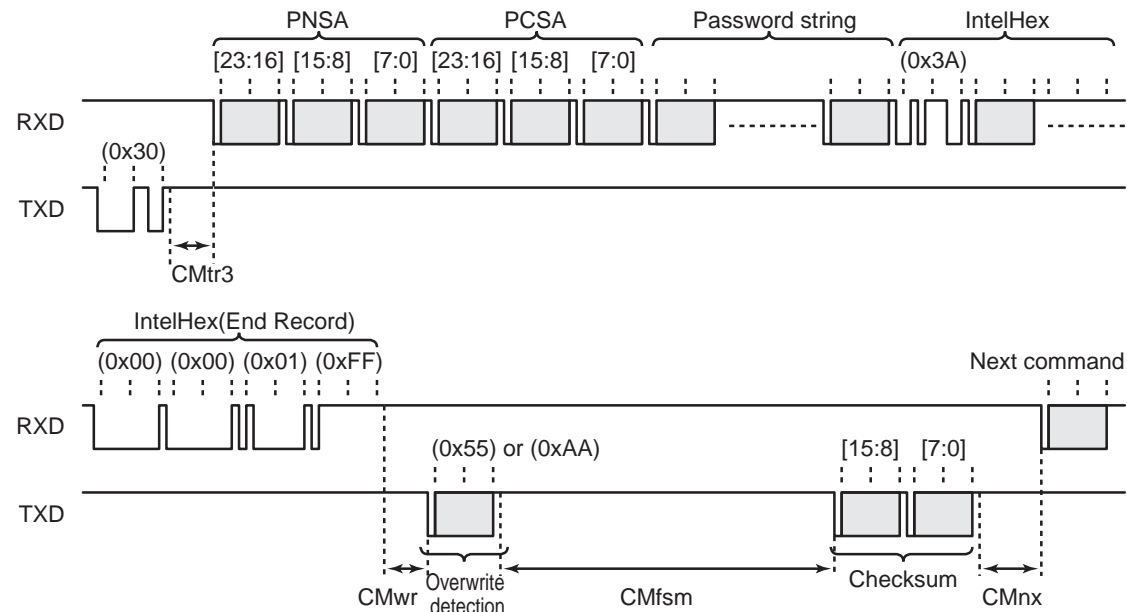 PNSA PCSA Password string IntelHex
[23:16] [15:8] [7:0] [23:16] [15:8] [7:0] (0x3A)
RXD
(0x30)
TXD
CMtr3
IntelHex(End Record)
(0x00) (0x00) (0x01) (0xFF) Next command
RXD
(0x55) or (0xAA) [15:8] [7:0]
TXD
CMwr Overwrite detection CMfsm Checksum CMnx